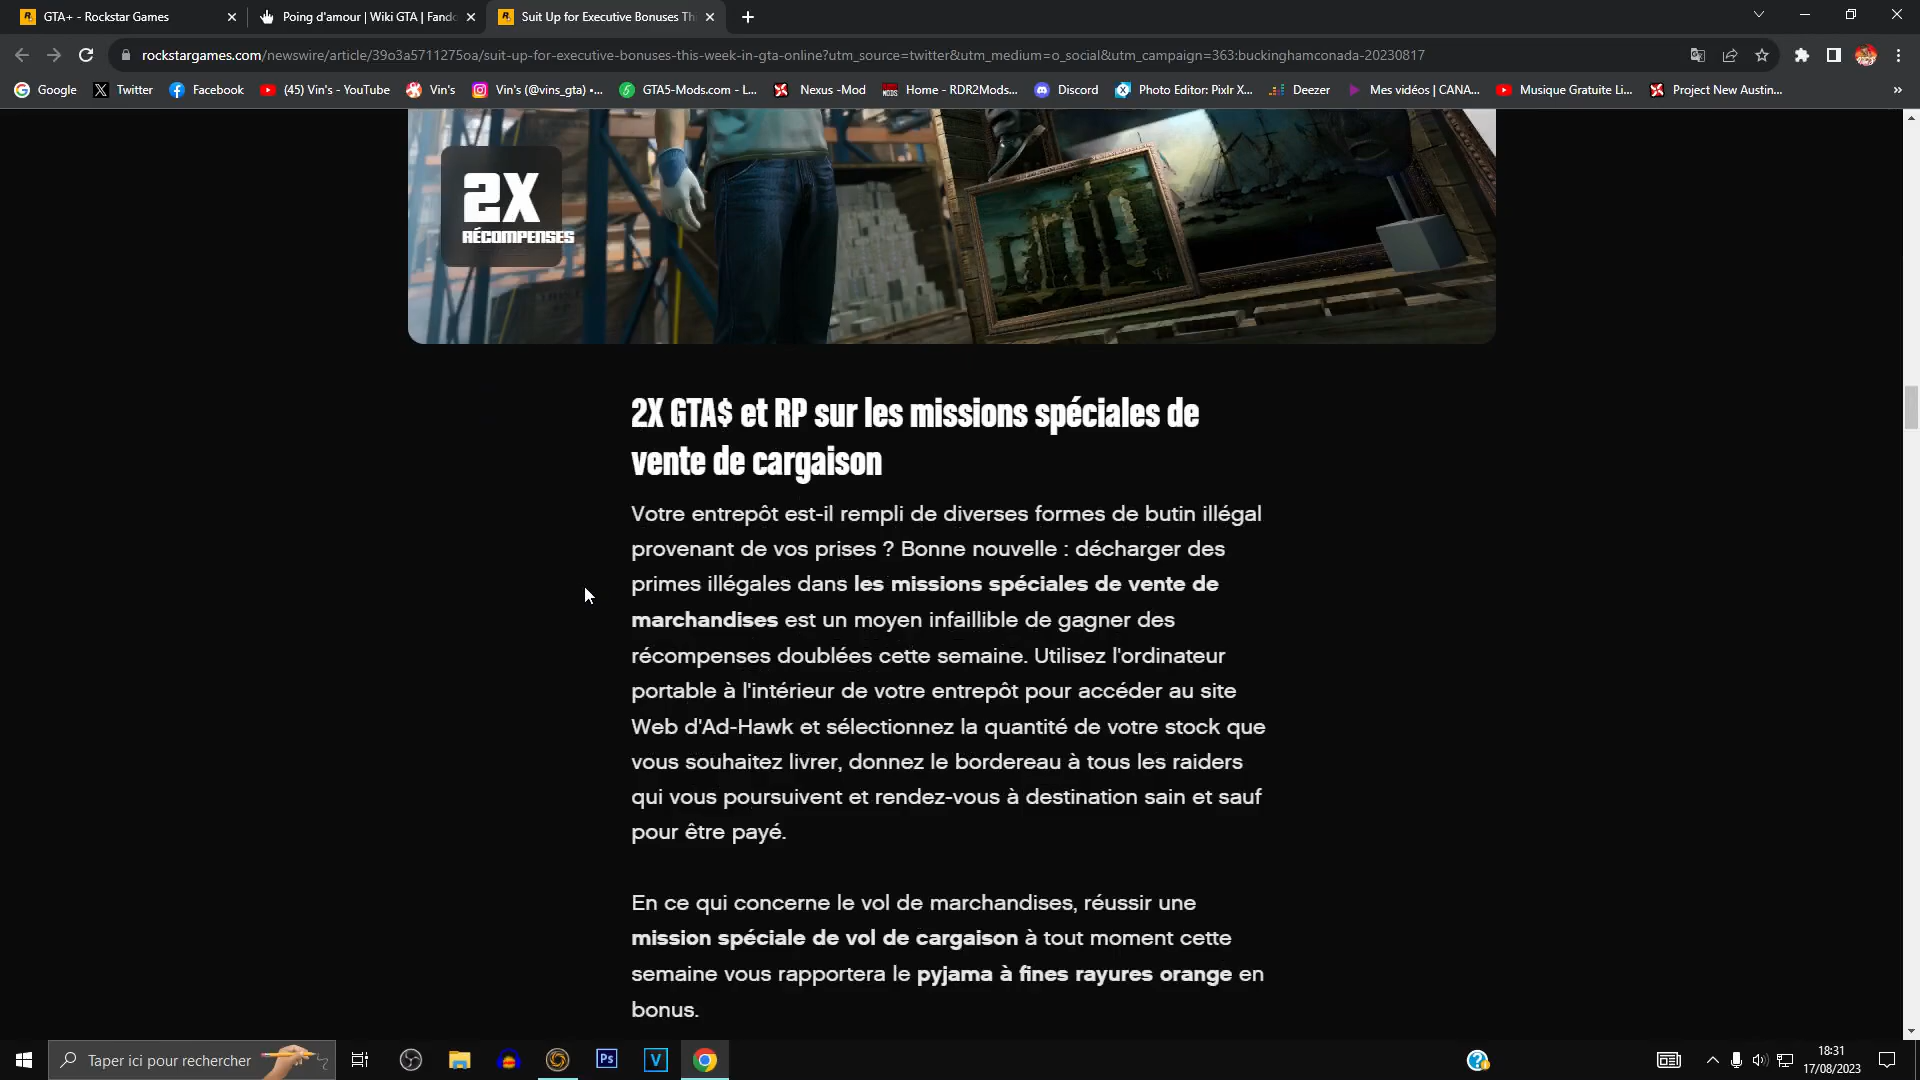 GTA+ - Rockstar Games
Poing d'amour | Wiki GTA | Fando
Suit Up for Executive Bonuses Thi
rockstargames.com/newswire/article/39o3a5711275oa/suit-up-for-executive-bonuses-this-week-in-gta-online?utm_source=twitter&utm_medium=o_social&utm_campaign=363:buckinghamconada-20230817
Google
Twitter
Facebook
(45) Vin's - YouTube
Vin's
Vin's (@vins_gta) •...
GTA5-Mods.com - L...
Nexus -Mod
Home - RDR2Mods...
Discord
Photo Editor: Pixlr X...
Deezer
Mes vidéos | CANA...
Musique Gratuite Li...
Project New Austin...
»
2X
RÉCOMPENSES
2X GTA$ et RP sur les missions spéciales de
vente de cargaison
Votre entrepôt est-il rempli de diverses formes de butin illégal
provenant de vos prises ? Bonne nouvelle : décharger des
primes illégales dans les missions spéciales de vente de
marchandises est un moyen infaillible de gagner des
récompenses doublées cette semaine. Utilisez l'ordinateur
portable à l'intérieur de votre entrepôt pour accéder au site
Web d'Ad-Hawk et sélectionnez la quantité de votre stock que
vous souhaitez livrer, donnez le bordereau à tous les raiders
qui vous poursuivent et rendez-vous à destination sain et sauf
pour être payé.
En ce qui concerne le vol de marchandises, réussir une
mission spéciale de vol de cargaison à tout moment cette
semaine vous rapportera le pyjama à fines rayures orange en
bonus.
Taper ici pour rechercher
Ps
V
18:31
17/08/2023